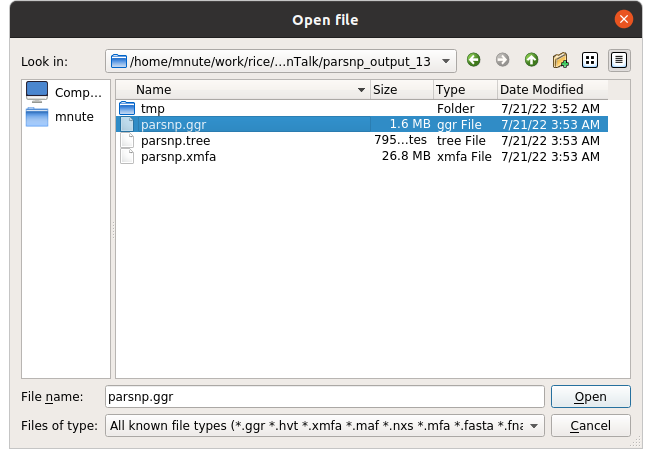 Open file
Look in: /home/mnute/work/rice/...nTalk/parsnp_output_13
Comp...
mnute
Name Size Type Date Modified
tmp Folder 7/21/22 3:52 AM
parsnp.ggr 1.6 MB ggr File 7/21/22 3:53 AM
parsnp.tree 795...tes tree File 7/21/22 3:53 AM
parsnp.xmfa 26.8 MB xmfa File 7/21/22 3:53 AM
File name: parsnp.ggr Open
Files of type: All known file types (*.ggr *.hvt *.xmfa *.maf *.nxs *.mfa *.fasta *.fna Cancel